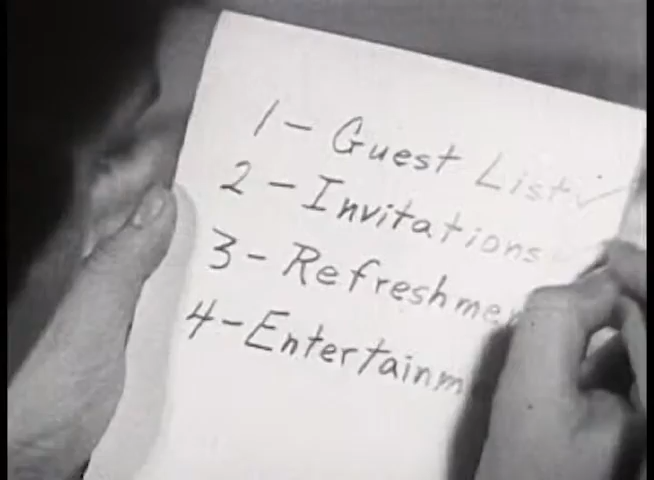 1 - Guest List ✓
2 - Invitations
3 - Refreshme
4 - Entertainm